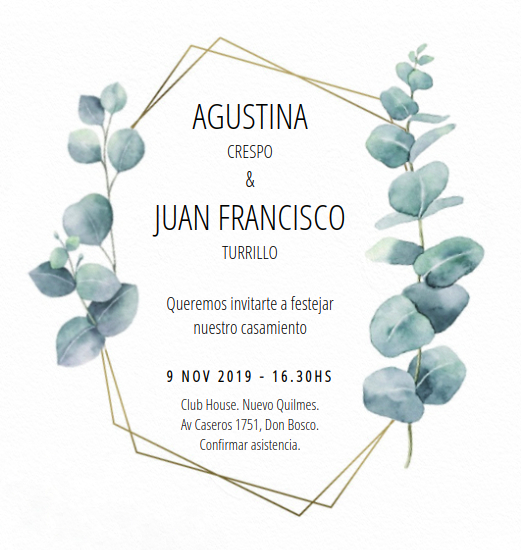 AGUSTINA
CRESPO
&
JUAN FRANCISCO
TURRILLO
Queremos invitarte a festejar
nuestro casamiento
9 NOV 2019 - 16.30HS
Club House. Nuevo Quilmes.
Av Caseros 1751, Don Bosco.
Confirmar asistencia.